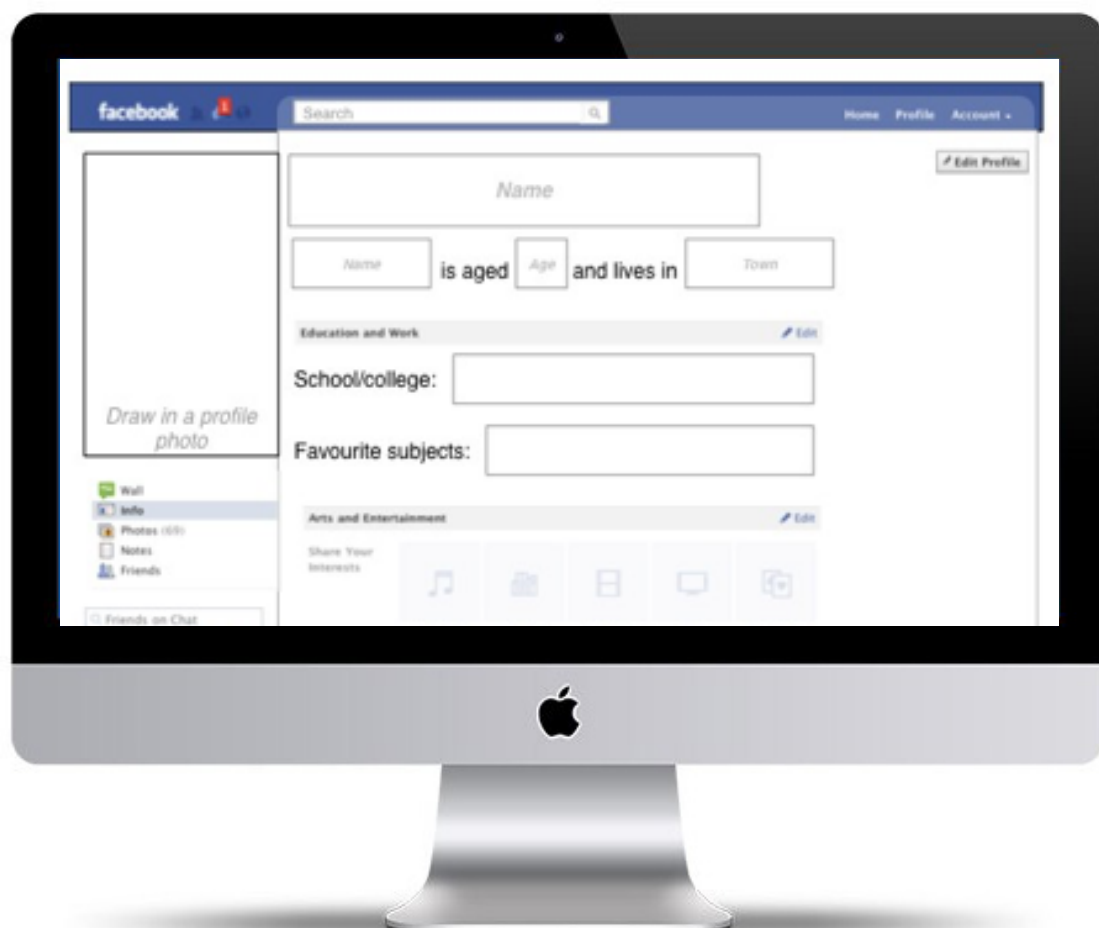 facebook 1 Search Home Profile Account
Edit Profile
Name
Name is aged Age and lives in Town
Education and Work Edit
School/college:
Favourite subjects:
Draw in a profile
photo
Wall
Info
Photos (69)
Notes
Friends
Friends on Chat
Arts and Entertainment Edit
Share Your
Interests